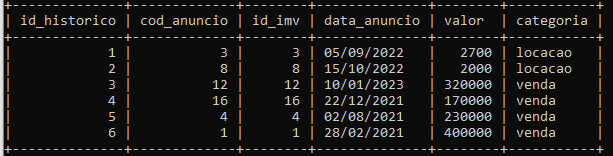 +--------------+-------------+--------+--------------+--------+-----------+
| id_historico | cod_anuncio | id_imv | data_anuncio | valor  | categoria |
+--------------+-------------+--------+--------------+--------+-----------+
|            1 |           3 |      3 | 05/09/2022   |   2700 | locacao   |
|            2 |           8 |      8 | 15/10/2022   |   2000 | locacao   |
|            3 |          12 |     12 | 10/01/2023   | 320000 | venda     |
|            4 |          16 |     16 | 22/12/2021   | 170000 | venda     |
|            5 |           4 |      4 | 02/08/2021   | 230000 | venda     |
|            6 |           1 |      1 | 28/02/2021   | 400000 | venda     |
+--------------+-------------+--------+--------------+--------+-----------+